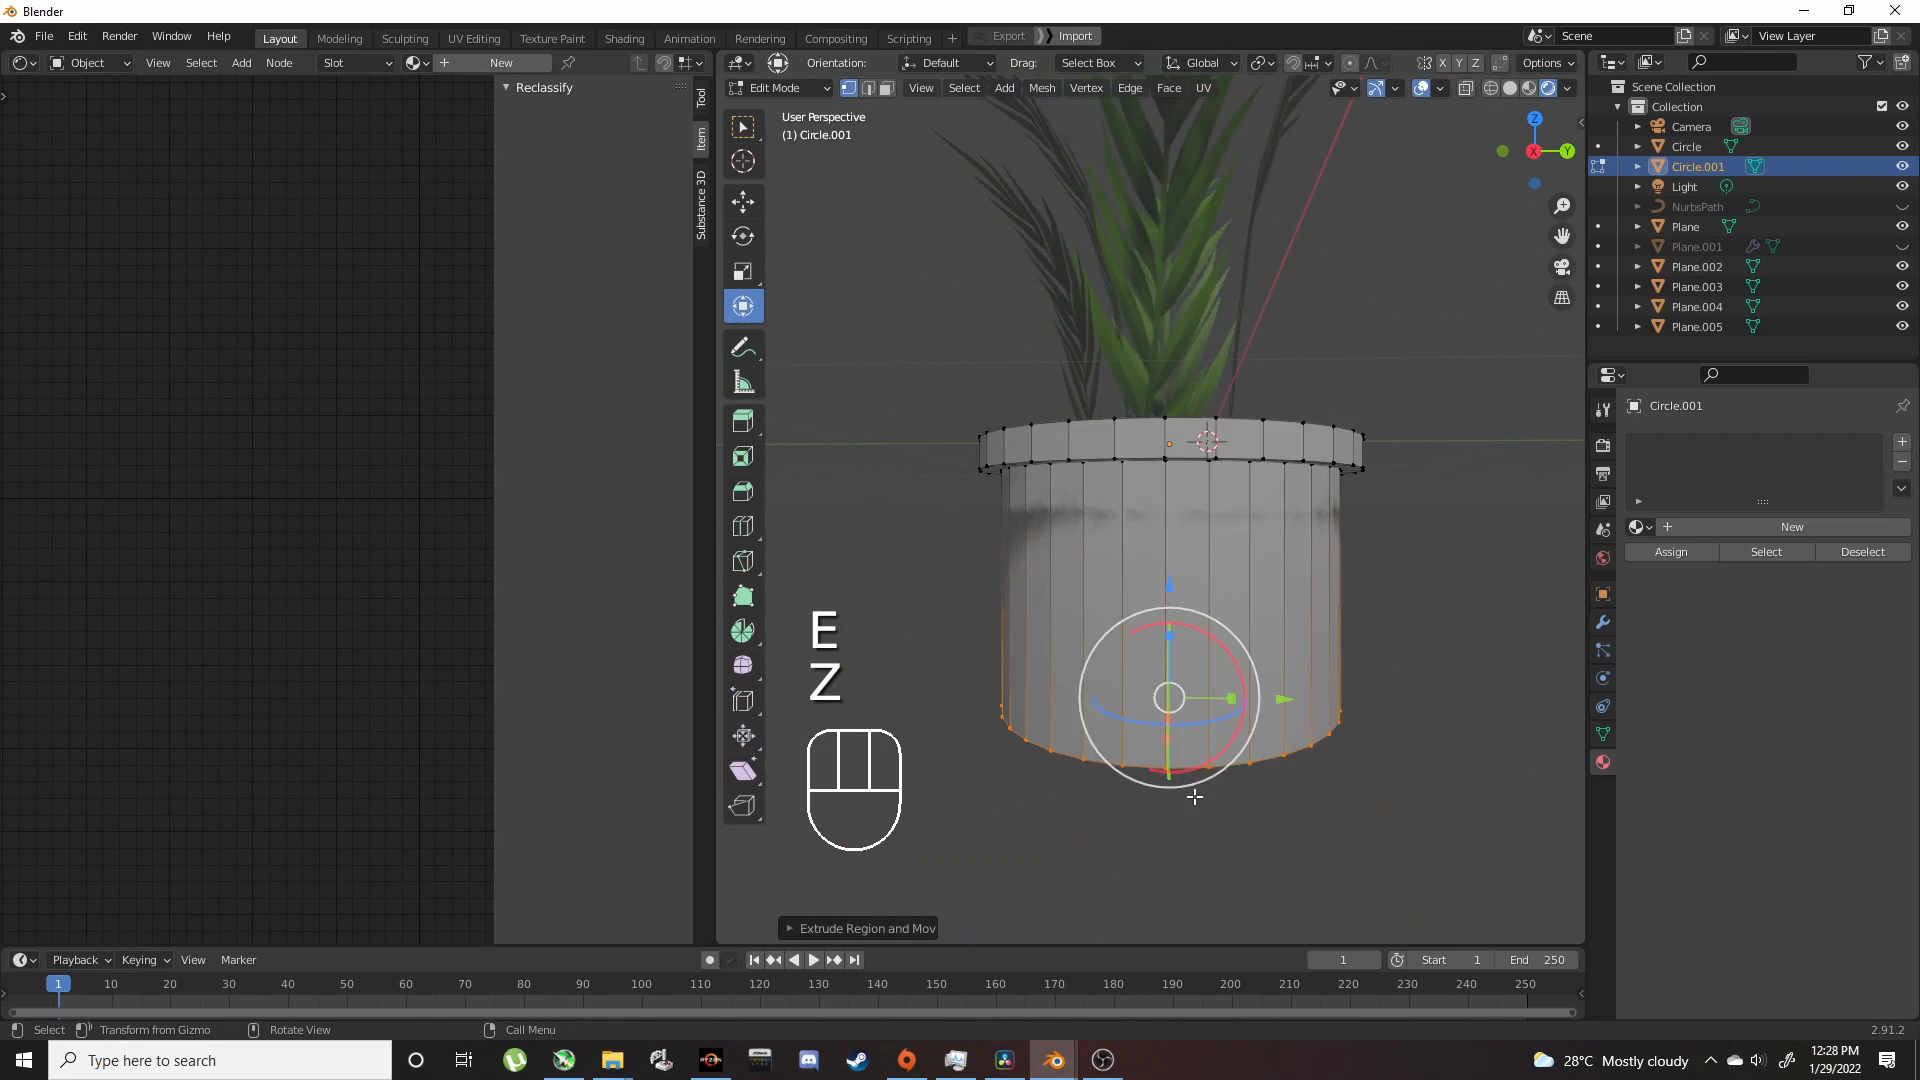 Blender
File Edit Render Window Help
Layout Modeling Sculpting UV Editing Texture Paint Shading Animation Rendering Compositing Scripting + Export Import
Scene
View Layer
Object View Select Add Node Slot New
Orientation: Default Drag: Select Box Global X Y Z Options
Edit Mode View Select Add Mesh Vertex Edge Face UV
Reclassify
Tool
Item
Substance 3D
User Perspective
(1) Circle.001
Z
X
Y
Scene Collection
Collection
Camera
Circle
Circle.001
Light
NurbsPath
Plane
Plane.001
Plane.002
Plane.003
Plane.004
Plane.005
Circle.001
New
Assign Select Deselect
E
Z
Extrude Region and Mov
Playback Keying View Marker 1 Start 1 End 250
1 10 20 30 40 50 60 70 80 90 100 110 120 130 140 150 160 170 180 190 200 210 220 230 240 250
Select Transform from Gizmo Rotate View Call Menu 2.91.2
Type here to search
28°C Mostly cloudy
12:28 PM
1/29/2022